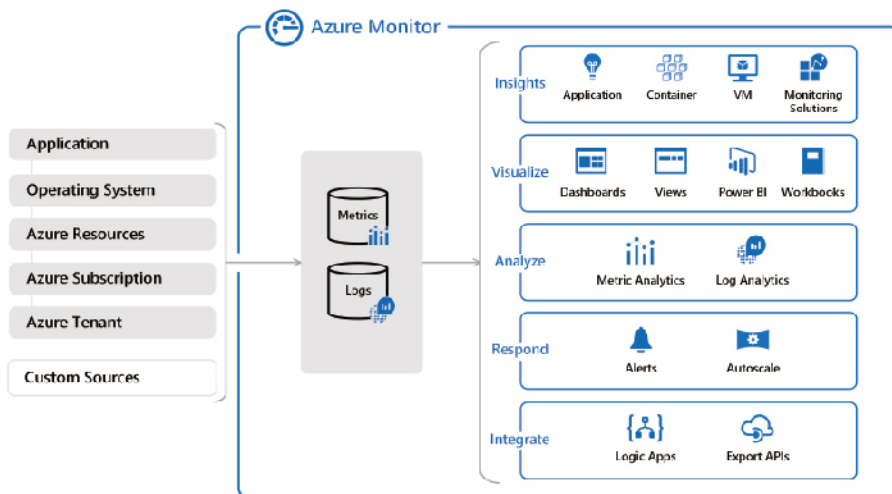 Azure Monitor
Application
Operating System
Azure Resources
Azure Subscription
Azure Tenant
Custom Sources
Metrics
Logs
Insights
Application
Container
VM
Monitoring
Solutions
Visualize
Dashboards
Views
Power BI
Workbooks
Analyze
Metric Analytics
Log Analytics
Respond
Alerts
Autoscale
Integrate
Logic Apps
Export APIs